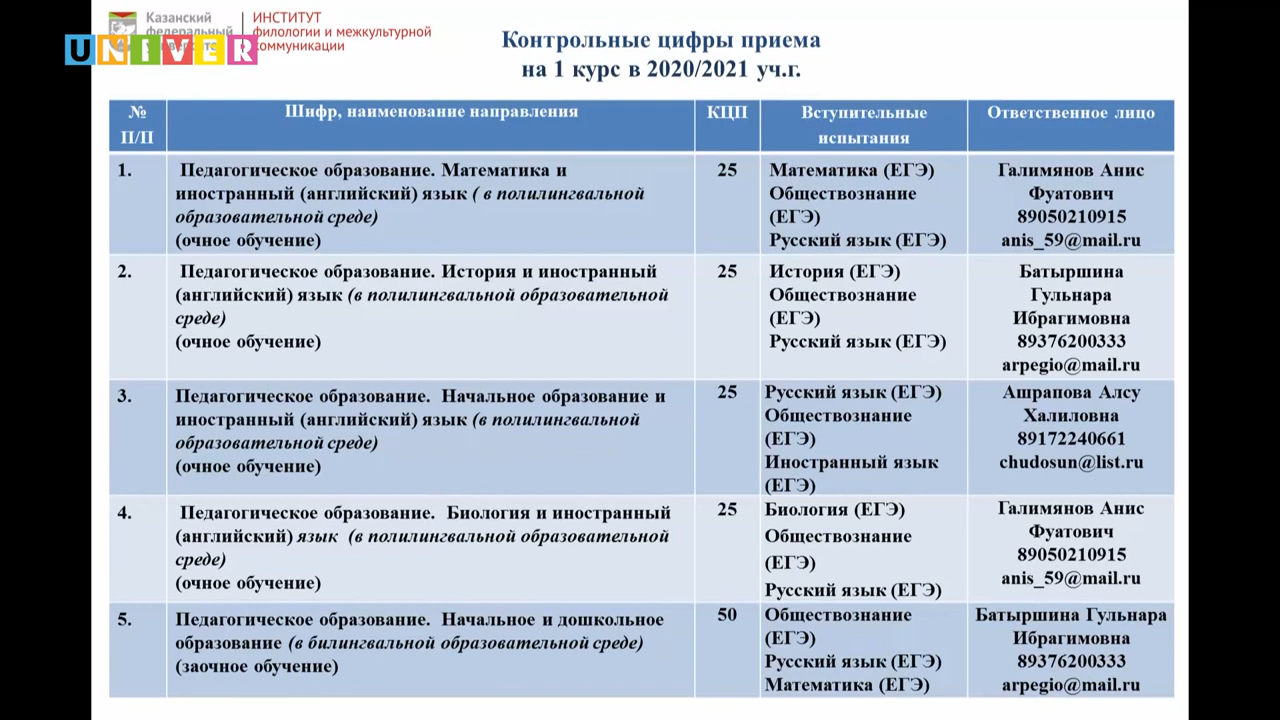 Казанский
федеральный
ИНСТИТУТ
филологии и межкультурной
коммуникации
UNIVER
Контрольные цифры приема
на 1 курс в 2020/2021 уч.г.
№
П/П
Шифр, наименование направления
КЦП
Вступительные
испытания
Ответственное лицо
1.
Педагогическое образование. Математика и
иностранный (английский) язык ( в полилингвальной
образовательной среде)
(очное обучение)
25
Математика (ЕГЭ)
Обществознание
(ЕГЭ)
Русский язык (ЕГЭ)
Галимянов Анис
Фуатович
89050210915
anis_59@mail.ru
2.
Педагогическое образование. История и иностранный
(английский) язык (в полилингвальной образовательной
среде)
(очное обучение)
25
История (ЕГЭ)
Обществознание
(ЕГЭ)
Русский язык (ЕГЭ)
Батыршина
Гульнара
Ибрагимовна
89376200333
arpegio@mail.ru
3.
Педагогическое образование. Начальное образование и
иностранный (английский) язык (в полилингвальной
образовательной среде)
(очное обучение)
25
Русский язык (ЕГЭ)
Обществознание
(ЕГЭ)
Иностранный язык
(ЕГЭ)
Ашрапова Алсу
Халиловна
89172240661
chudosun@list.ru
4.
Педагогическое образование. Биология и иностранный
(английский) язык (в полилингвальной образовательной
среде)
(очное обучение)
25
Биология (ЕГЭ)
Обществознание
(ЕГЭ)
Русский язык (ЕГЭ)
Галимянов Анис
Фуатович
89050210915
anis_59@mail.ru
5.
Педагогическое образование. Начальное и дошкольное
образование (в билингвальной образовательной среде)
(заочное обучение)
50
Обществознание
(ЕГЭ)
Русский язык (ЕГЭ)
Математика (ЕГЭ)
Батыршина Гульнара
Ибрагимовна
89376200333
arpegio@mail.ru